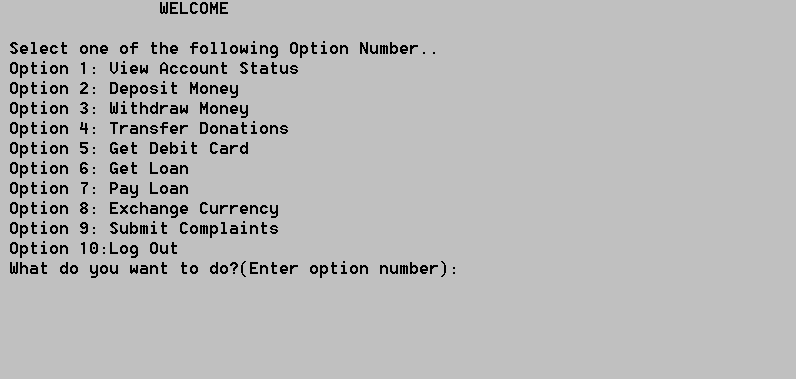 WELCOME
Select one of the following Option Number..
Option 1: View Account Status
Option 2: Deposit Money
Option 3: Withdraw Money
Option 4: Transfer Donations
Option 5: Get Debit Card
Option 6: Get Loan
Option 7: Pay Loan
Option 8: Exchange Currency
Option 9: Submit Complaints
Option 10:Log Out
What do you want to do?(Enter option number):